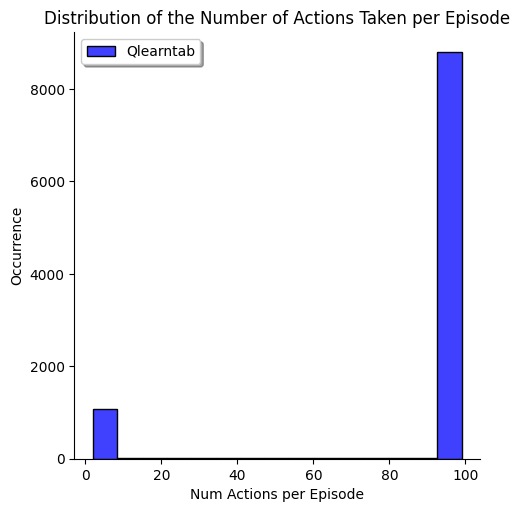 Distribution of the Number of Actions Taken per Episode
Qlearntab
8000
6000
4000
2000
0
Occurrence
0 20 40 60 80 100
Num Actions per Episode